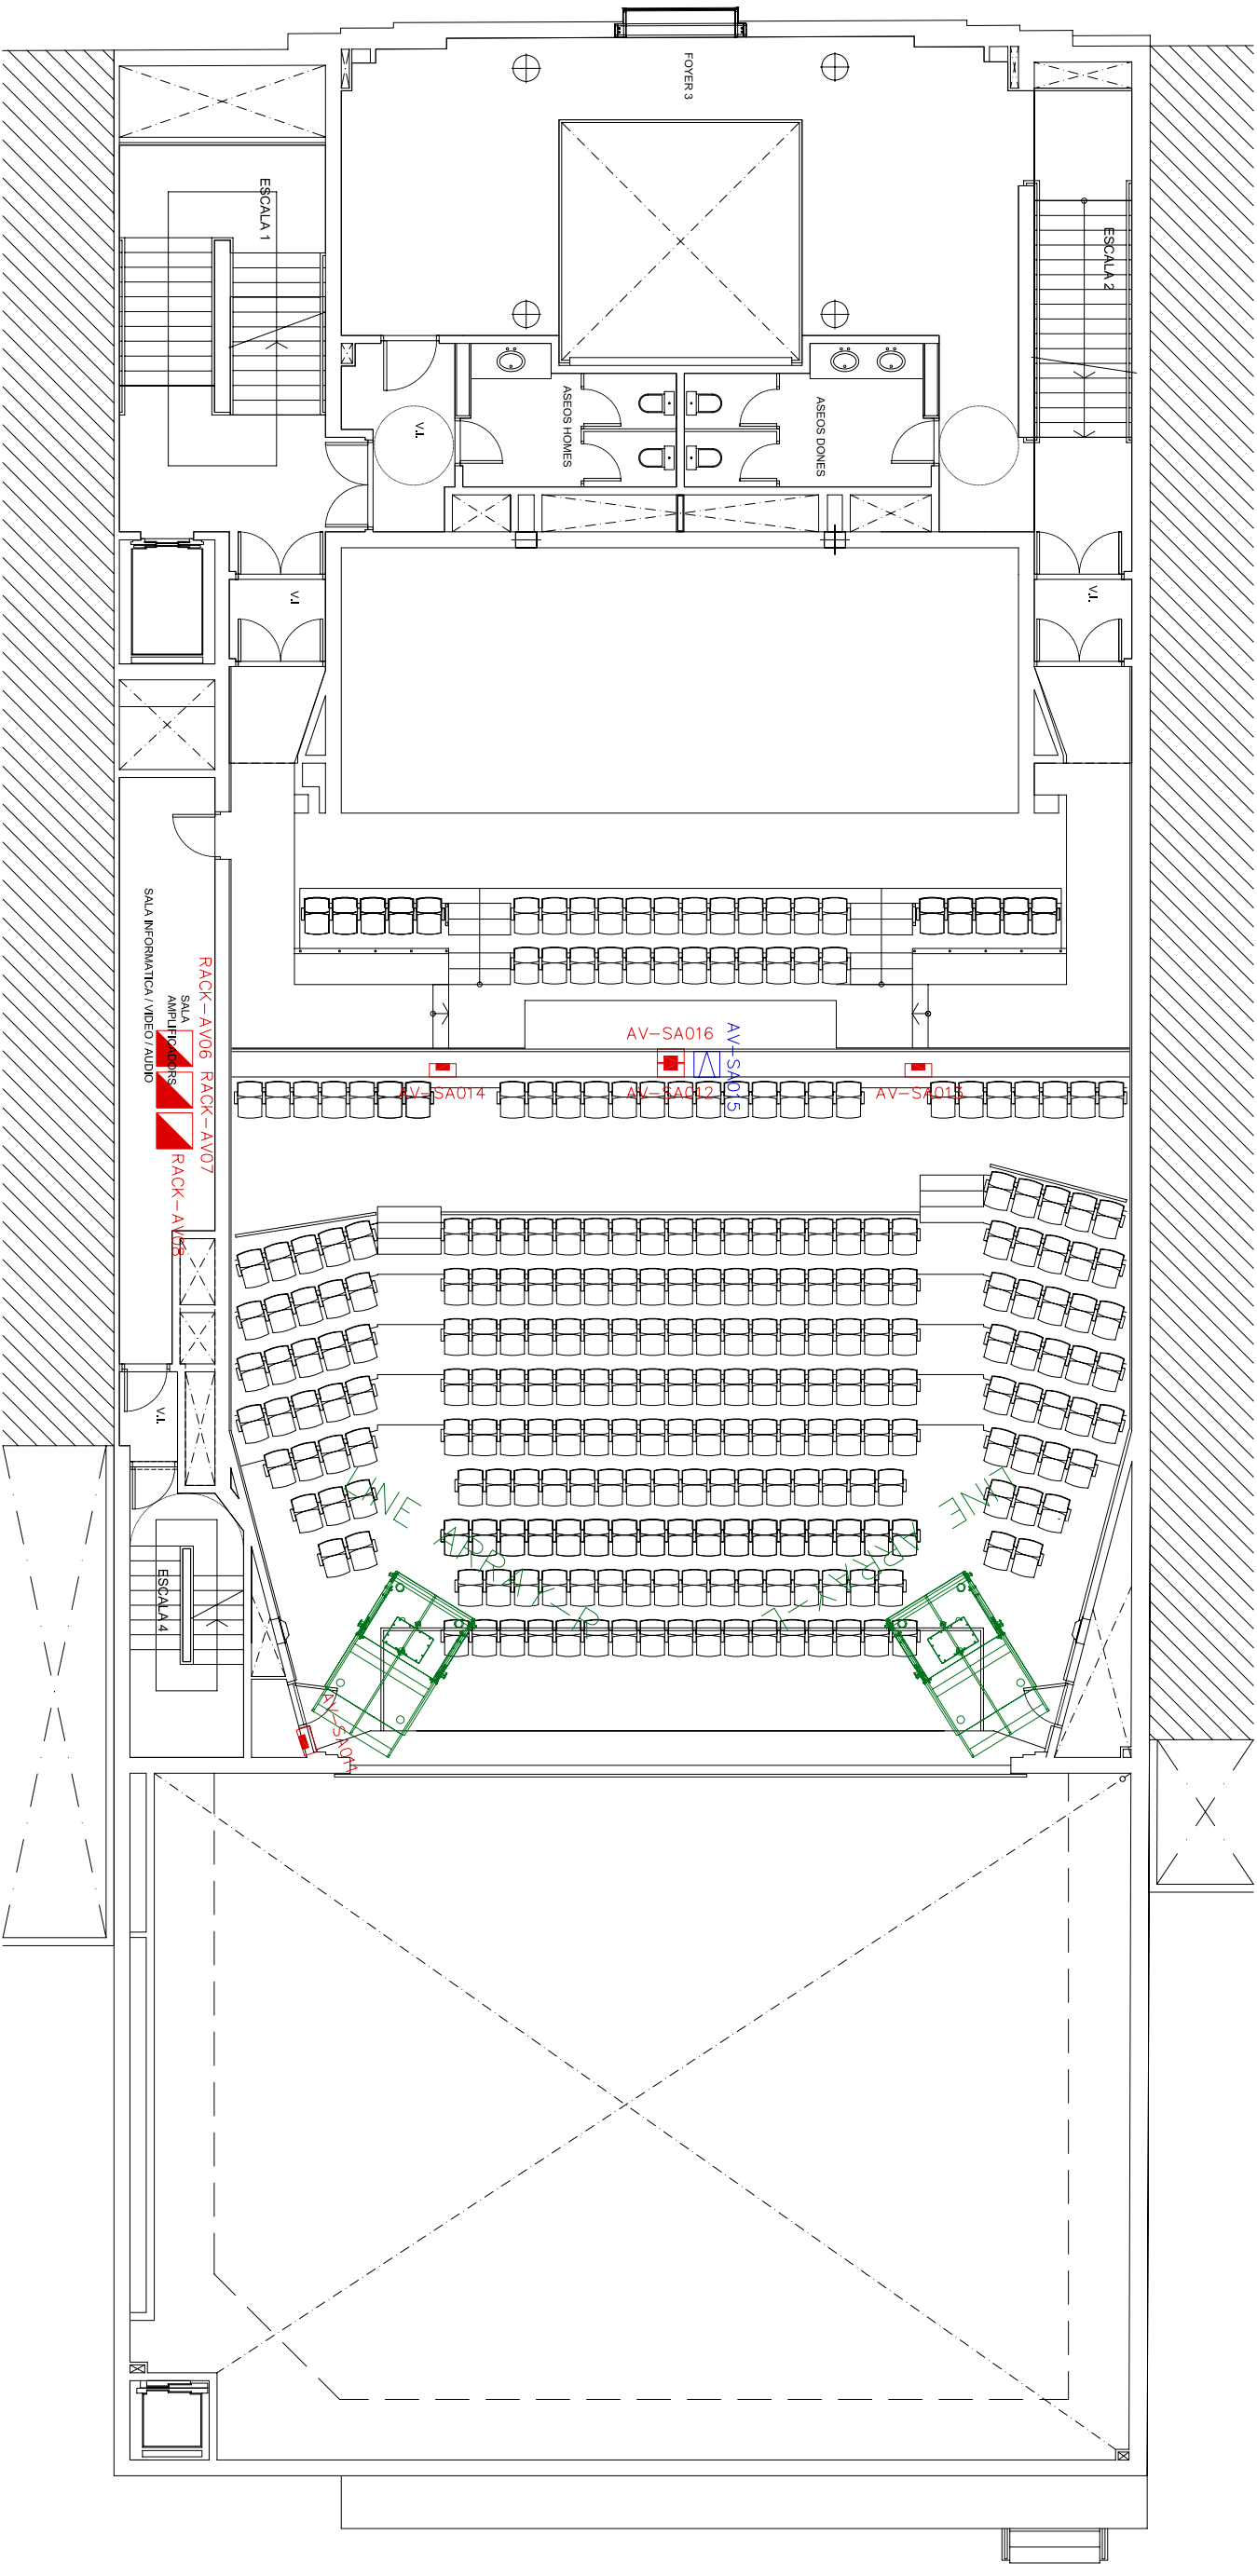 FOYER 3
ESCALA 1
ESCALA 2
ASEOS HOMES
ASEOS DONES
V.I.
V.I
V.I.
SALA INFORMATICA / VIDEO / AUDIO
SALA
AMPLIFICADORS
RACK-AV06 RACK-AV07
RACK-AV08
AV-SA016
AV-SA015
AV-SA014
AV-SA012
AV-SA013
V.I.
LINE ARRAY-R
LINE ARRAY-L
ESCALA 4
AV-SA011